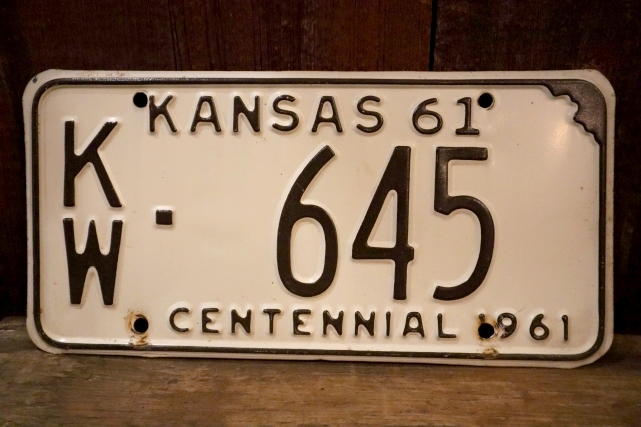 KANSAS 61
KW - 645
CENTENNIAL 1961